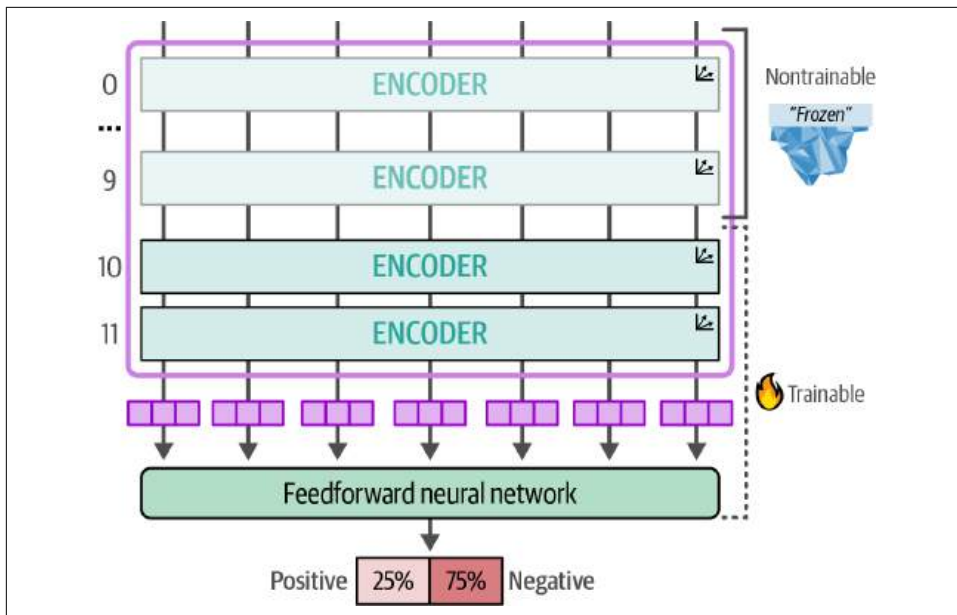 0 ENCODER
Nontrainable
"Frozen"
...
9 ENCODER
10 ENCODER
11 ENCODER
Trainable
Feedforward neural network
Positive 25% 75% Negative